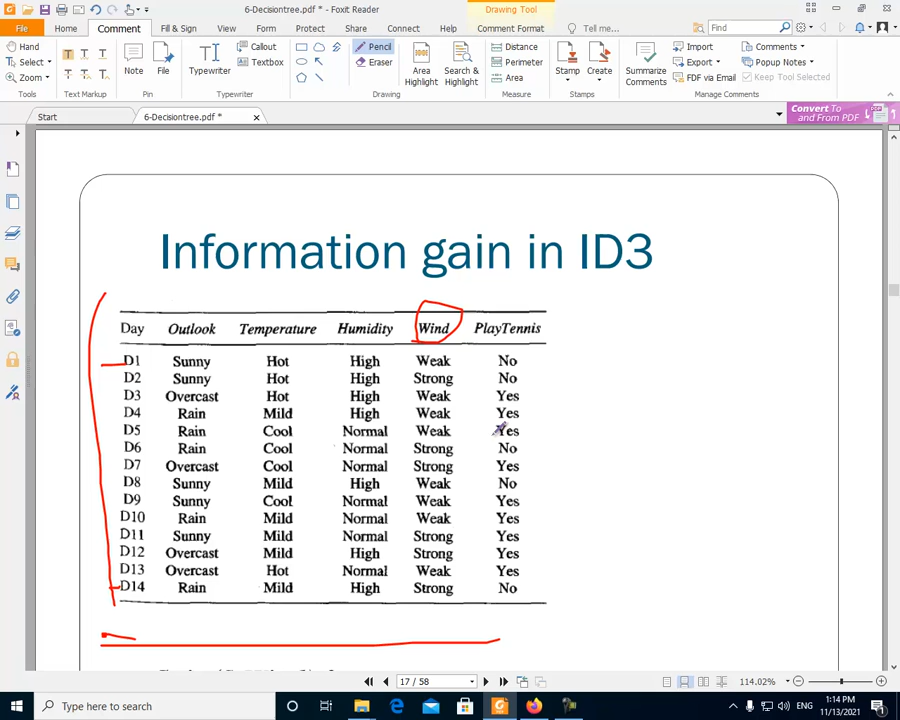 6-Decisiontree.pdf * - Foxit Reader
Drawing Tool
File Home Comment Fill & Sign View Form Protect Share Connect Help Comment Format Tell me... Find
Hand
Select
Zoom
Tools
T T T
T T T
Text Markup
Note
File
Pin
Typewriter
Callout
Textbox
Typewriter
Pencil
Eraser
Drawing
Area Highlight
Search & Highlight
Distance
Perimeter
Area
Measure
Stamp
Create
Stamps
Summarize Comments
Import
Export
FDF via Email
Comments
Popup Notes
Keep Tool Selected
Manage Comments
Start
6-Decisiontree.pdf *
Convert To and From PDF
PDF
Information gain in ID3
Day Outlook Temperature Humidity Wind PlayTennis
D1 Sunny Hot High Weak No
D2 Sunny Hot High Strong No
D3 Overcast Hot High Weak Yes
D4 Rain Mild High Weak Yes
D5 Rain Cool Normal Weak Yes
D6 Rain Cool Normal Strong No
D7 Overcast Cool Normal Strong Yes
D8 Sunny Mild High Weak No
D9 Sunny Cool Normal Weak Yes
D10 Rain Mild Normal Weak Yes
D11 Sunny Mild Normal Strong Yes
D12 Overcast Mild High Strong Yes
D13 Overcast Hot Normal Weak Yes
D14 Rain Mild High Strong No
17 / 58
114.02%
Type here to search
ENG
1:14 PM
11/13/2021
1